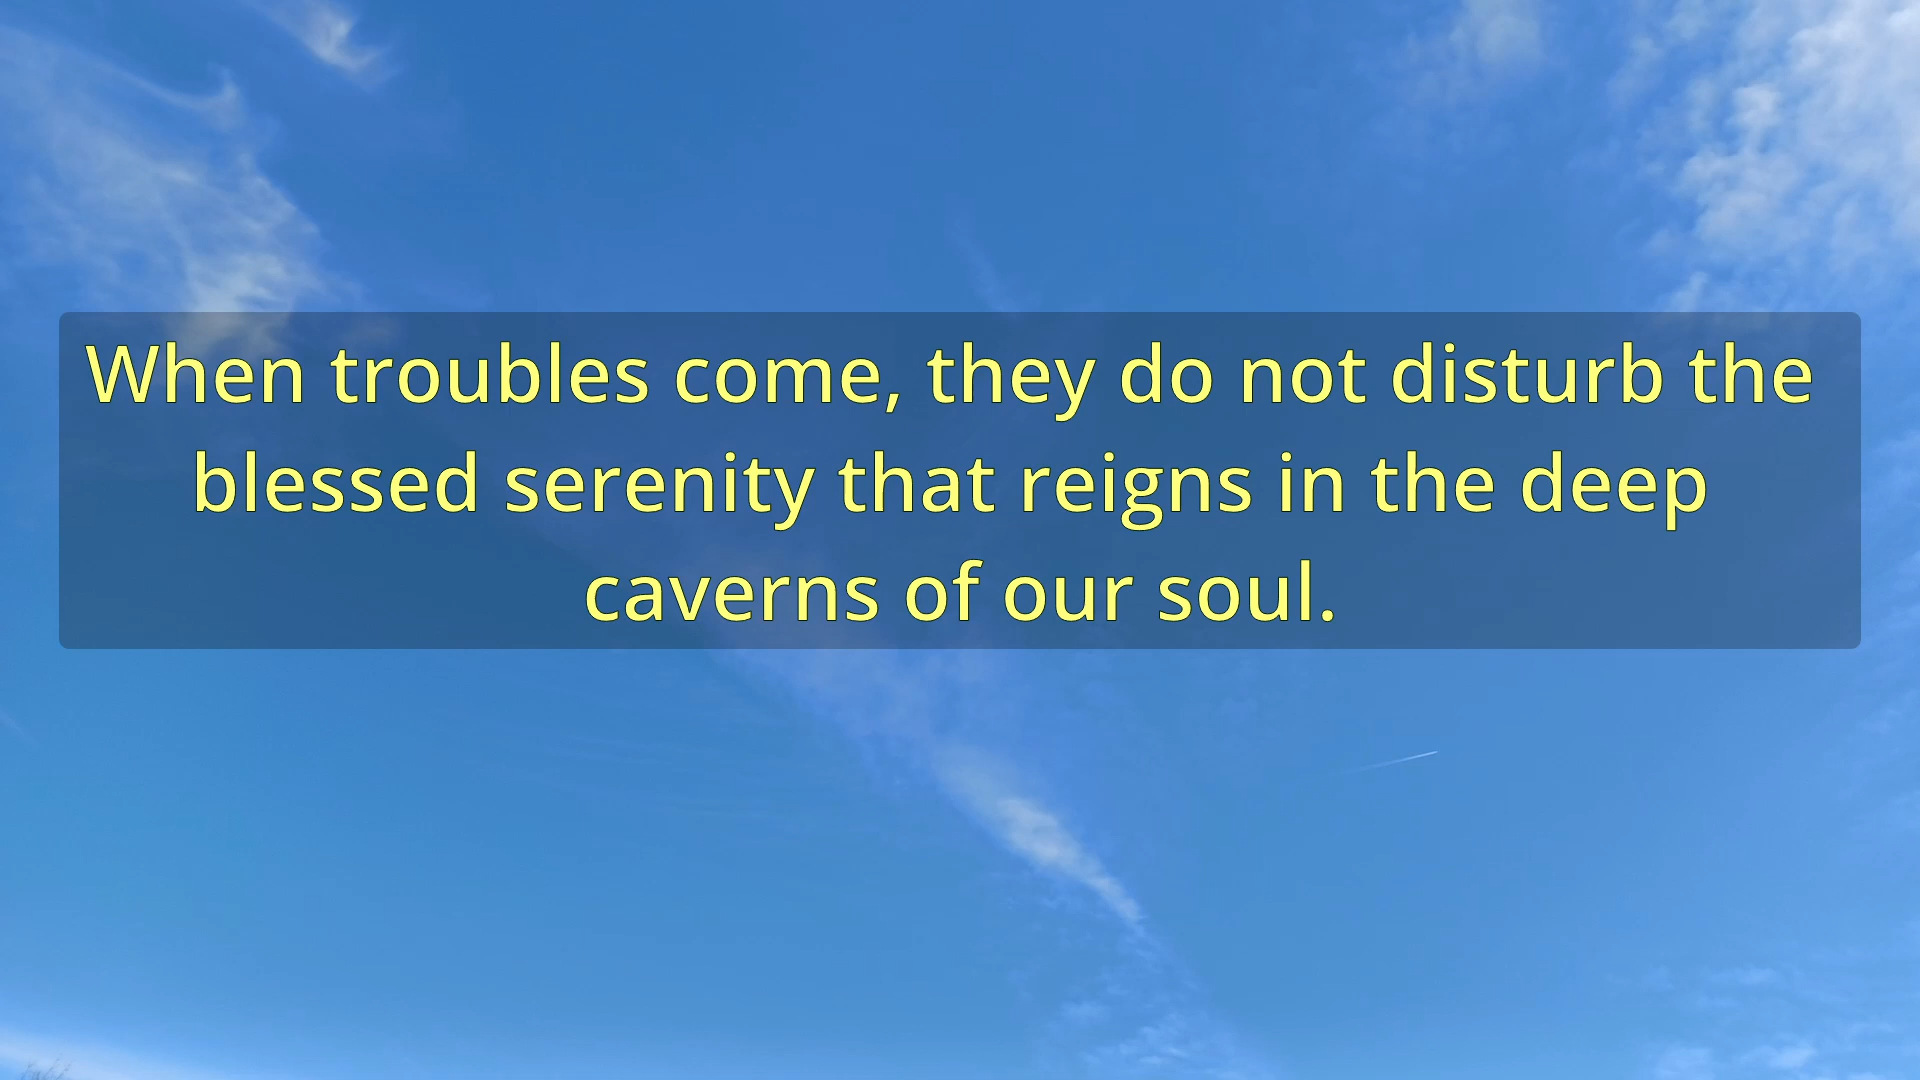 When troubles come, they do not disturb the
blessed serenity that reigns in the deep
caverns of our soul.